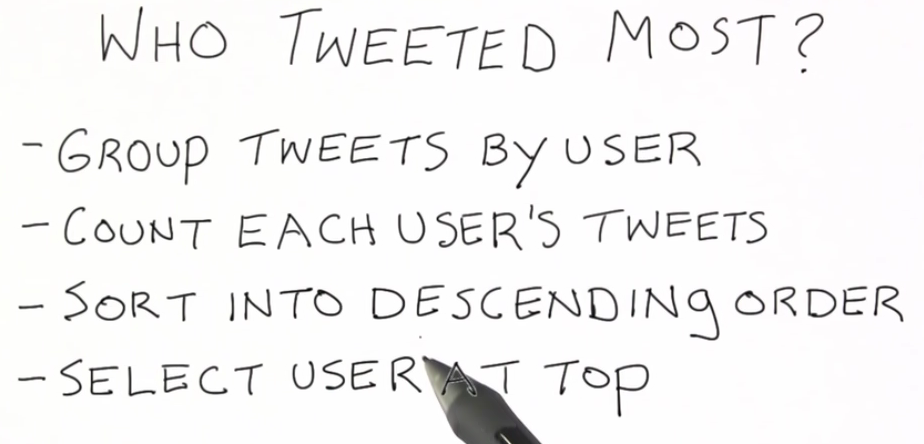 WHO TWEETED MOST?
- GROUP TWEETS BY USER
- COUNT EACH USER'S TWEETS
- SORT INTO DESCENDING ORDER
- SELECT USER AT TOP